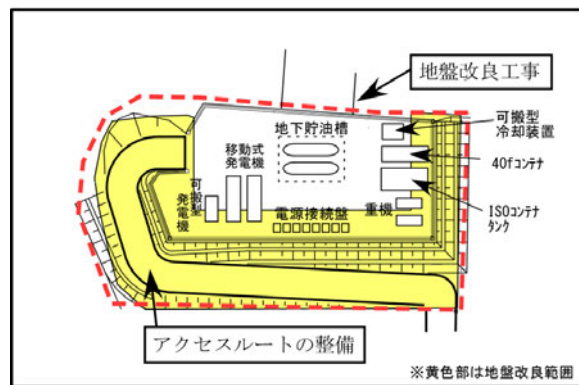 地盤改良工事
可搬型
冷却装置
地下貯油槽
移動式
発電機
40fコンテナ
可搬型
発電機
ISOコンテナ
タンク
重機
電源接続盤
アクセスルートの整備
※黄色部は地盤改良範囲